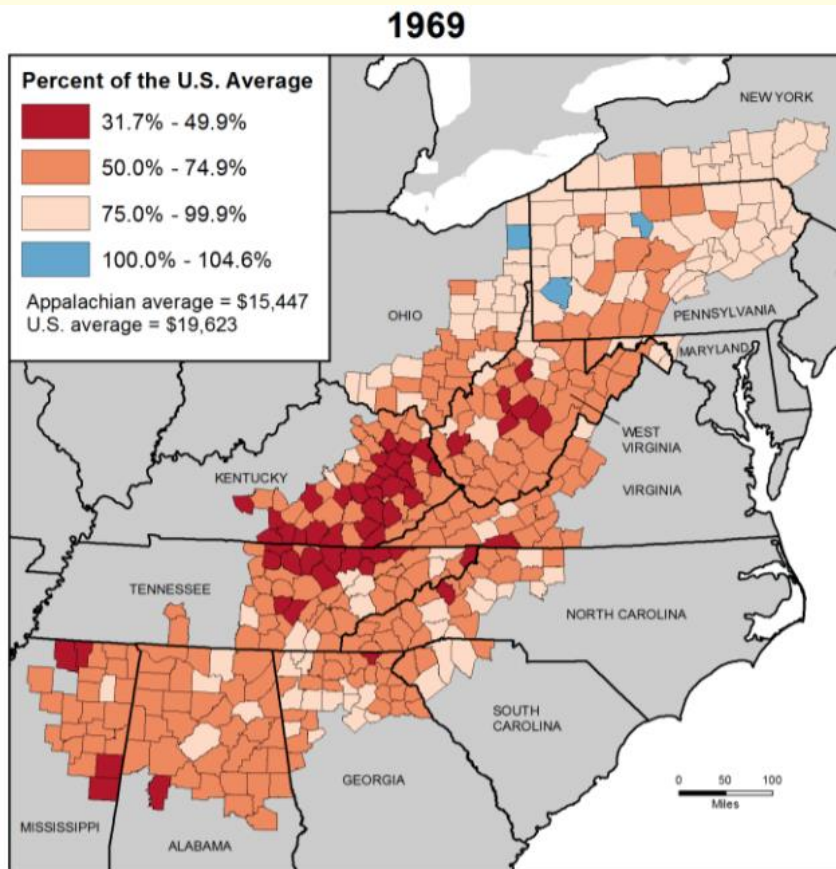 1969
Percent of the U.S. Average
31.7% - 49.9%
50.0% - 74.9%
75.0% - 99.9%
100.0% - 104.6%
Appalachian average = $15,447
U.S. average = $19,623
NEW YORK
OHIO
PENNSYLVANIA
MARYLAND
WEST
VIRGINIA
KENTUCKY
VIRGINIA
TENNESSEE
NORTH CAROLINA
SOUTH
CAROLINA
GEORGIA
0 50 100
Miles
MISSISSIPPI
ALABAMA